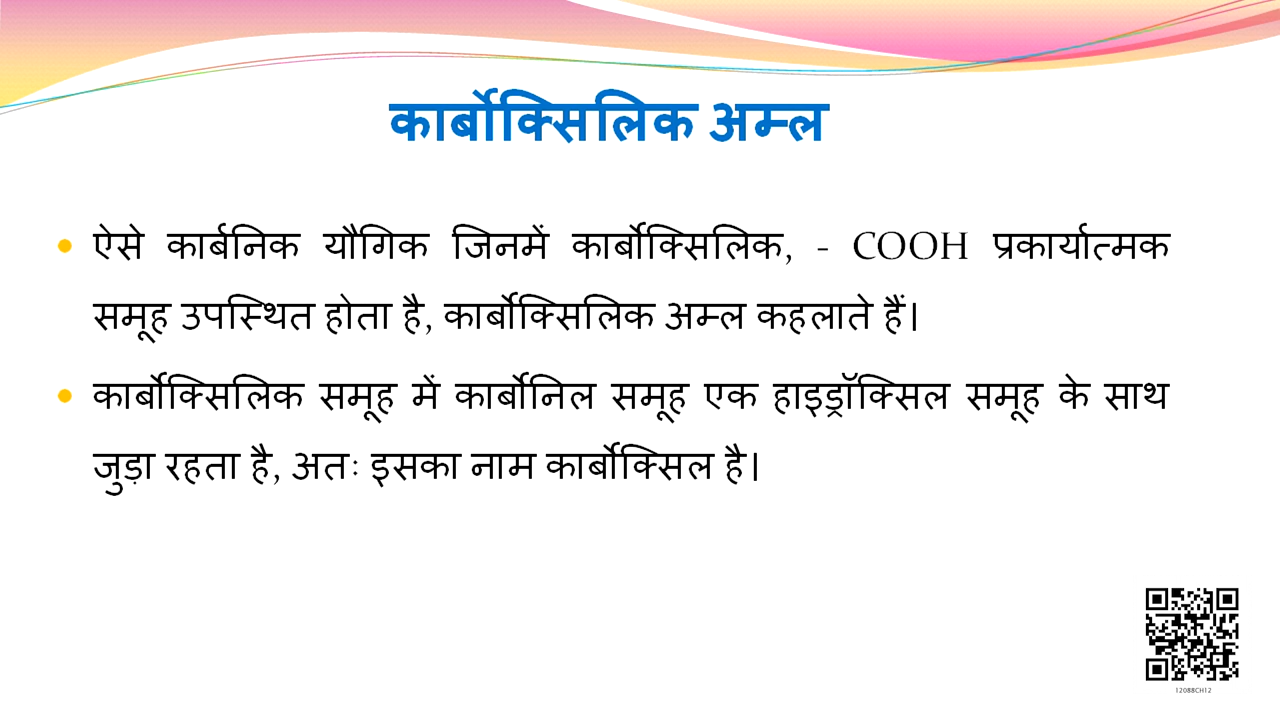 कार्बोक्सिलिक अम्ल
ऐसे कार्बनिक यौगिक जिनमें कार्बोक्सिलिक, - COOH प्रकार्यात्मक
समूह उपस्थित होता है, कार्बोक्सिलिक अम्ल कहलाते हैं।
कार्बोक्सिलिक समूह में कार्बोनिल समूह एक हाइड्रॉक्सिल समूह के साथ
जुड़ा रहता है, अतः इसका नाम कार्बोक्सिल है।
12088CH12